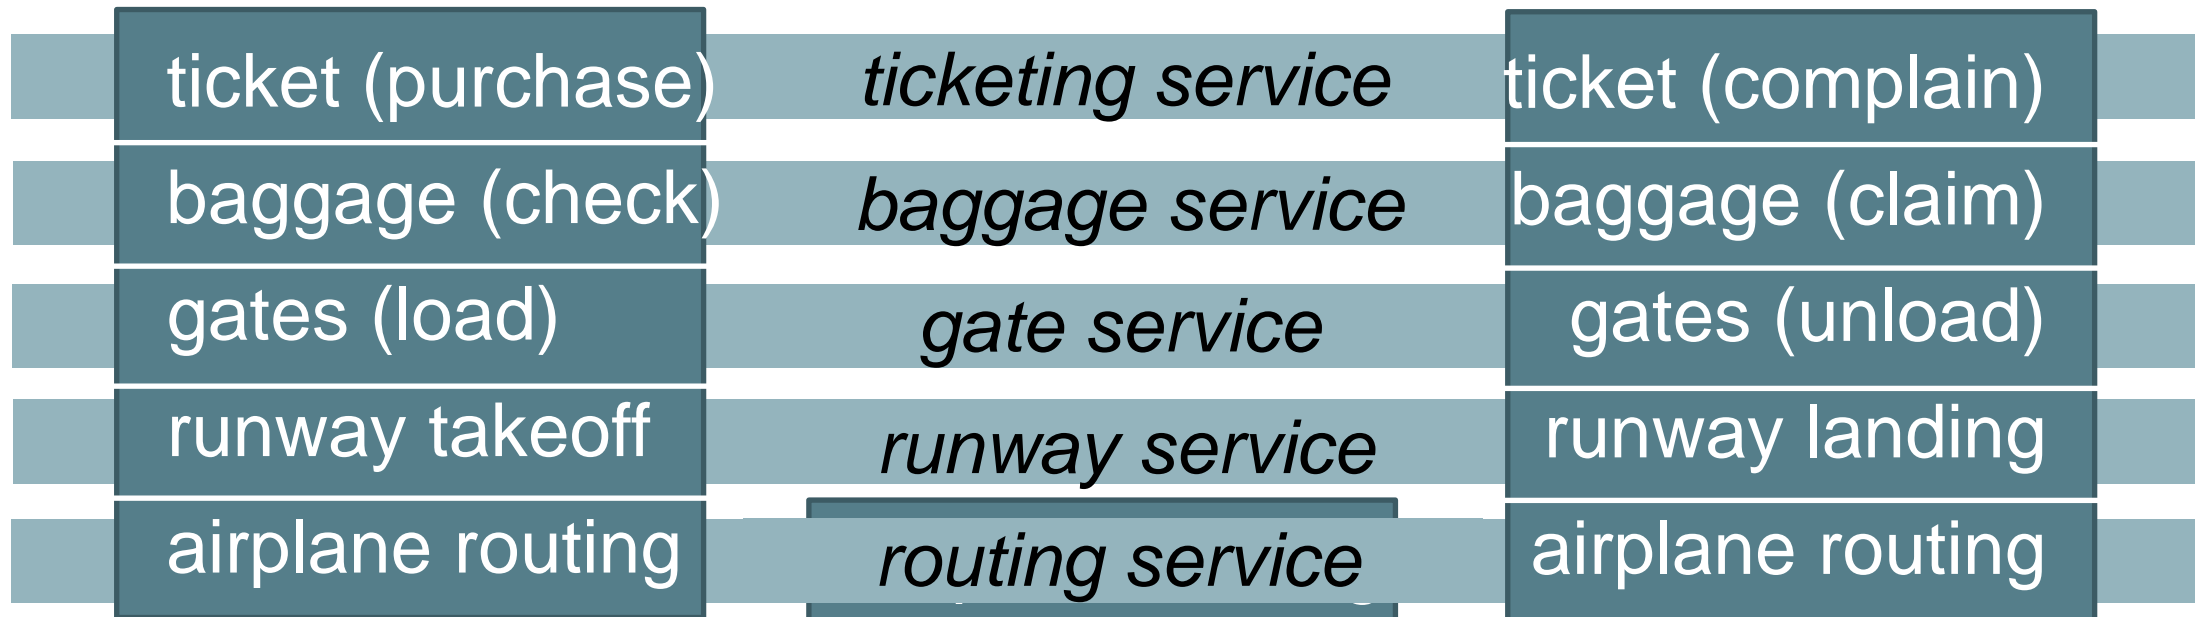 ticket (purchase) ticketing service ticket (complain)
baggage (check) baggage service baggage (claim)
gates (load) gate service gates (unload)
runway takeoff runway service runway landing
airplane routing routing service airplane routing